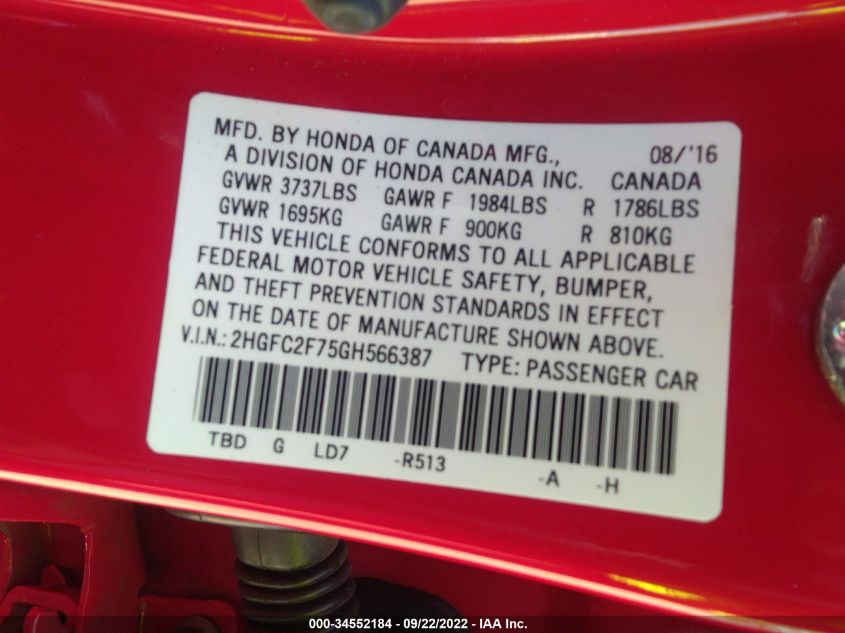 MFD. BY HONDA OF CANADA MFG., 08/'16
A DIVISION OF HONDA CANADA INC. CANADA
GVWR 3737LBS GAWR F 1984LBS R 1786LBS
GVWR 1695KG GAWR F 900KG R 810KG
THIS VEHICLE CONFORMS TO ALL APPLICABLE
FEDERAL MOTOR VEHICLE SAFETY, BUMPER,
AND THEFT PREVENTION STANDARDS IN EFFECT
ON THE DATE OF MANUFACTURE SHOWN ABOVE.
V.I.N.: 2HGFC2F75GH566387 TYPE: PASSENGER CAR
TBD G LD7 -R513 -A -H
000-34552184 - 09/22/2022 - IAA Inc.